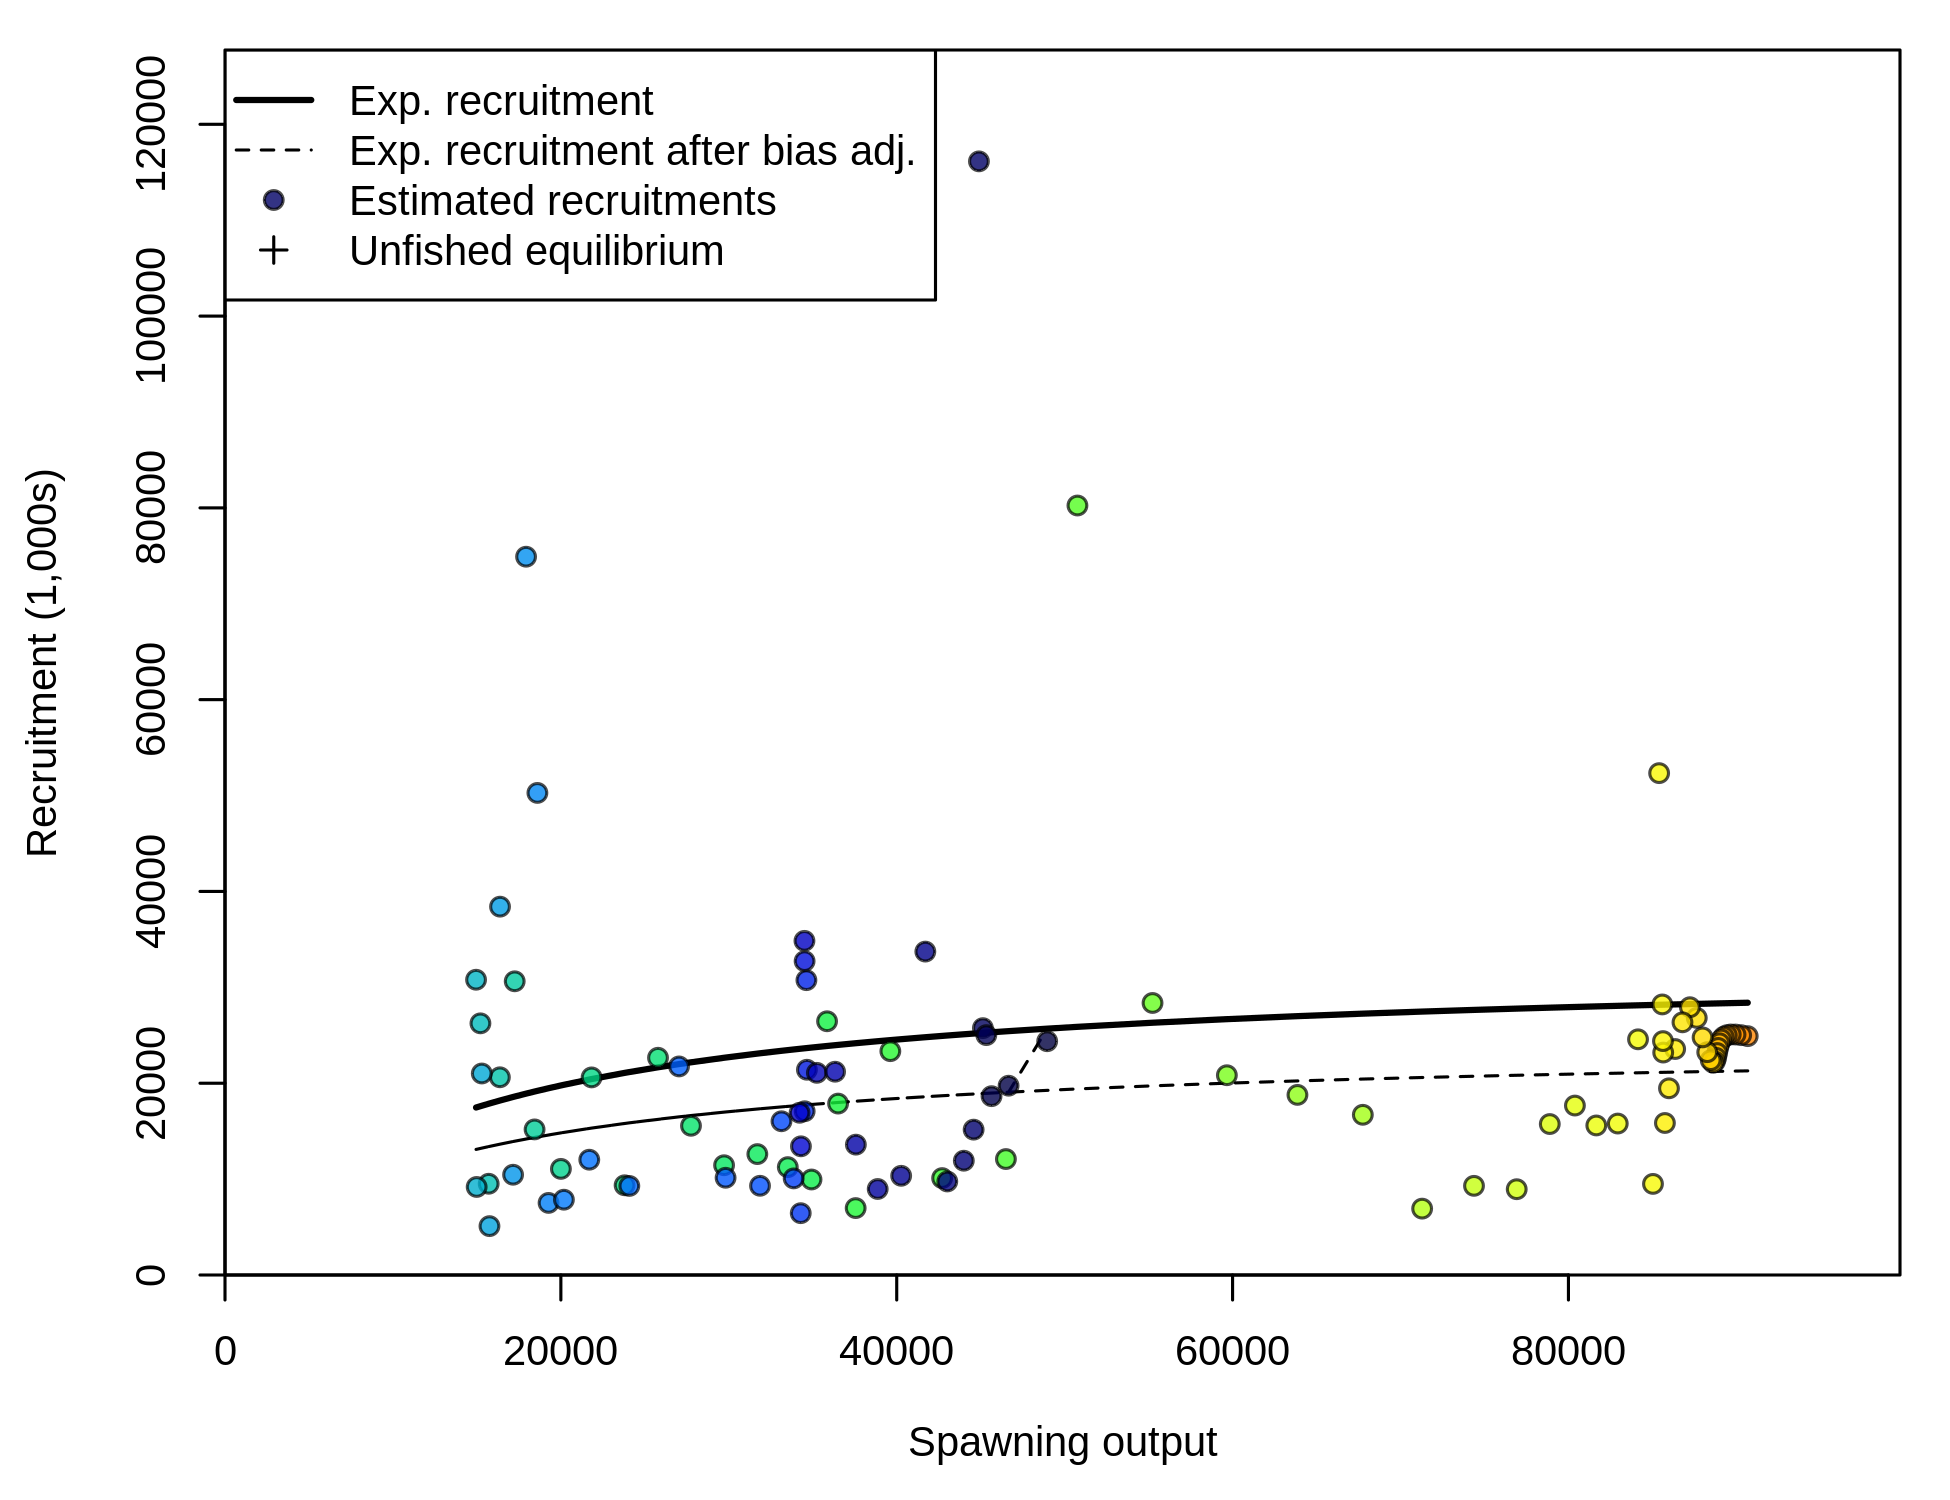 Exp. recruitment
Exp. recruitment after bias adj.
Estimated recruitments
Unfished equilibrium
Recruitment (1,000s)
120000
100000
80000
60000
40000
20000
0
0 20000 40000 60000 80000
Spawning output